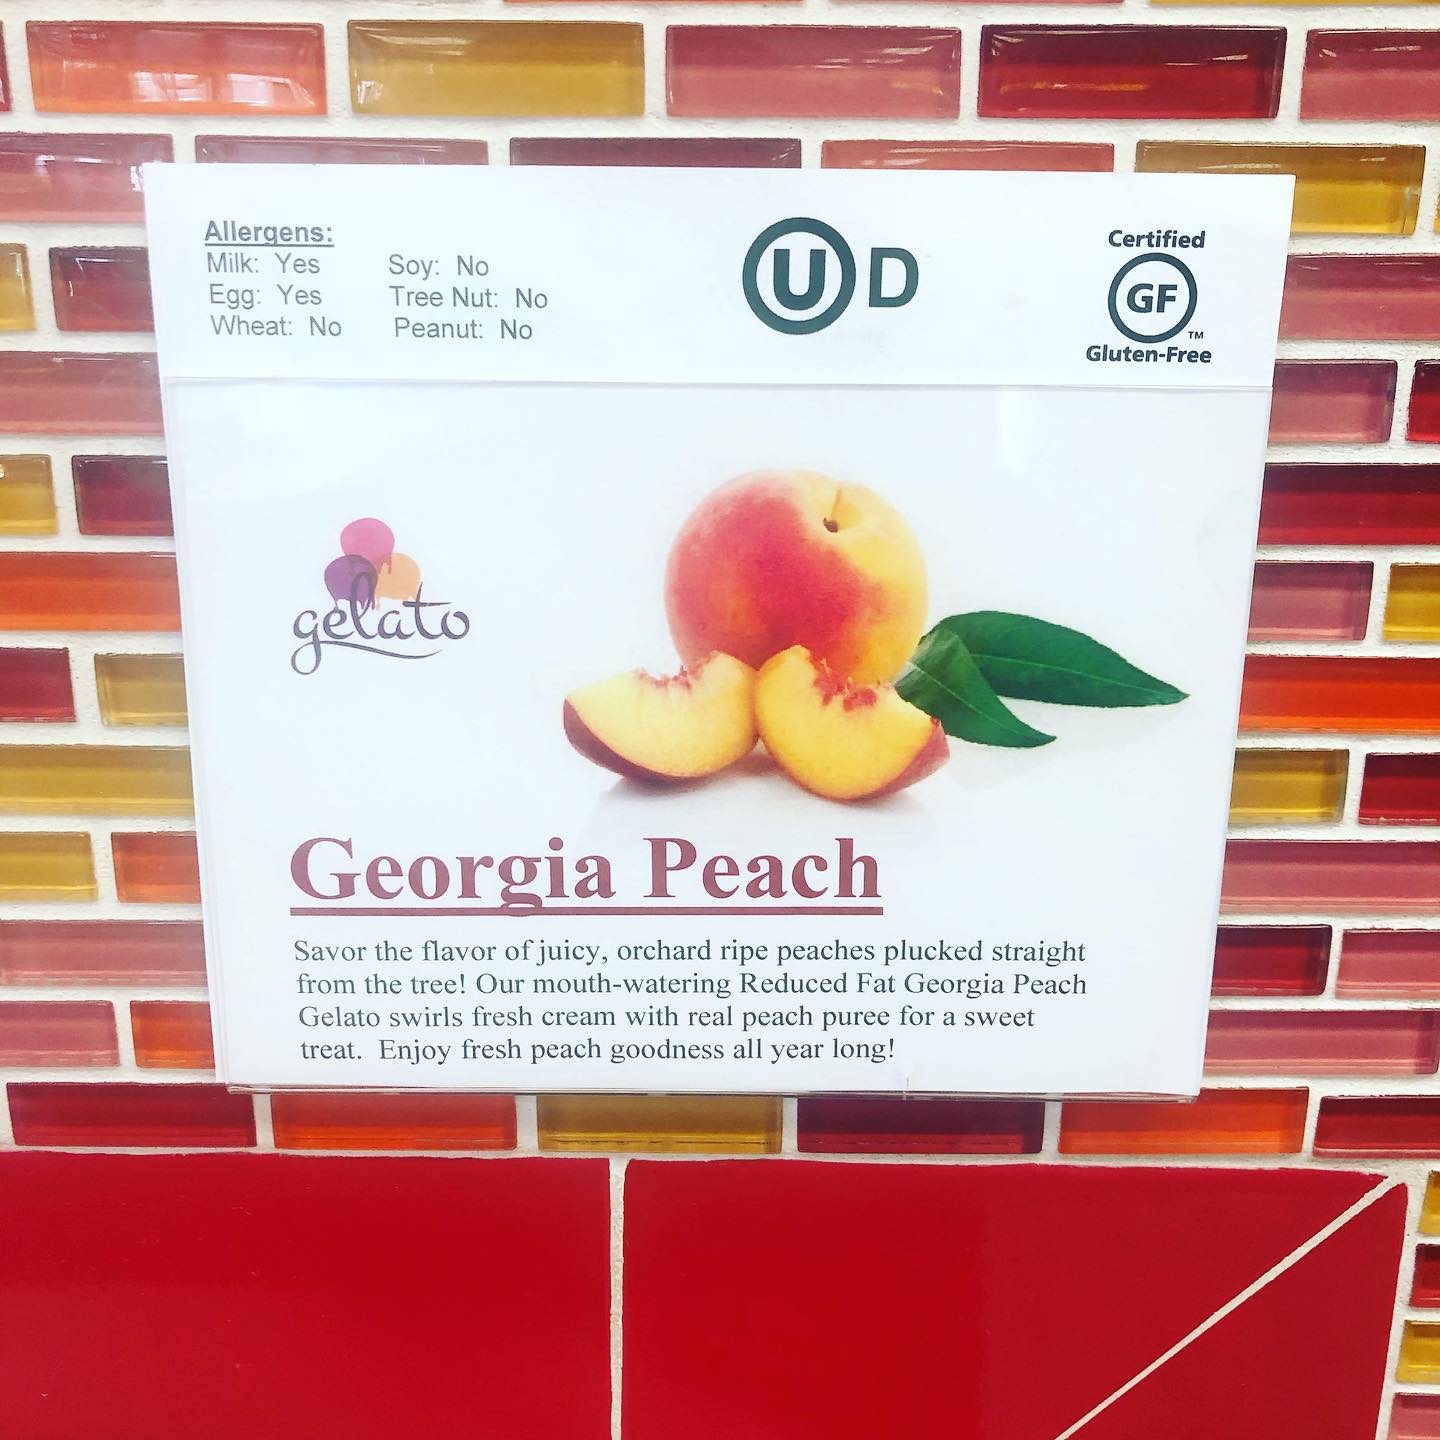 Allergens:
Milk: Yes Soy: No
Egg: Yes Tree Nut: No
Wheat: No Peanut: No
U D
Certified
GF
™
Gluten-Free
gelato
Georgia Peach
Savor the flavor of juicy, orchard ripe peaches plucked straight
from the tree! Our mouth-watering Reduced Fat Georgia Peach
Gelato swirls fresh cream with real peach puree for a sweet
treat. Enjoy fresh peach goodness all year long!